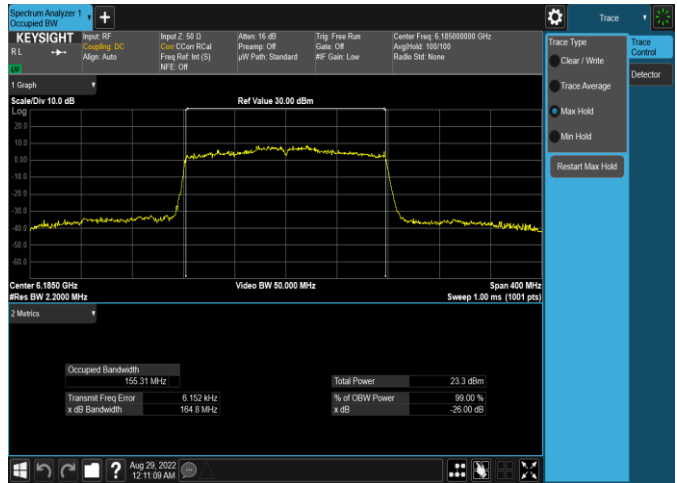 Spectrum Analyzer 1
Occupied BW
Trace
KEYSIGHT
R L
Input: RF
Coupling: DC
Align: Auto
Input Z: 50 Ω
Corr CCorr RCal
Freq Ref: Int (S)
NFE: Off
Atten: 16 dB
Preamp: Off
µW Path: Standard
Trig: Free Run
Gate: Off
#IF Gain: Low
Center Freq: 6.185000000 GHz
Avg|Hold: 100/100
Radio Std: None
Trace Type
Clear / Write
Trace Average
Max Hold
Min Hold
Restart Max Hold
Trace
Control
Detector
1 Graph
Scale/Div 10.0 dB
Ref Value 30.00 dBm
Log
20.0
10.0
0.00
-10.0
-20.0
-30.0
-40.0
-50.0
-60.0
Center 6.1850 GHz
#Res BW 2.2000 MHz
Video BW 50.000 MHz
Span 400 MHz
Sweep 1.00 ms (1001 pts)
2 Metrics
Occupied Bandwidth
155.31 MHz
Total Power 23.3 dBm
Transmit Freq Error 6.152 kHz
% of OBW Power 99.00 %
x dB Bandwidth 164.8 MHz
x dB -26.00 dB
?
Aug 29, 2022
12:11:09 AM